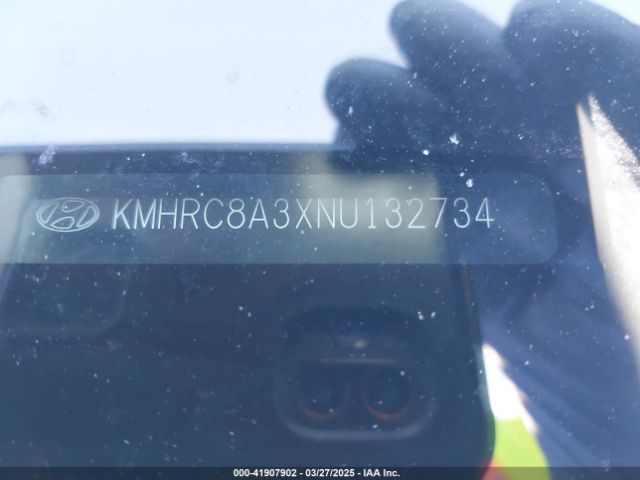 KMHRC8A3XNU132734
000-41907902 — 03/27/2025 — IAA Inc.